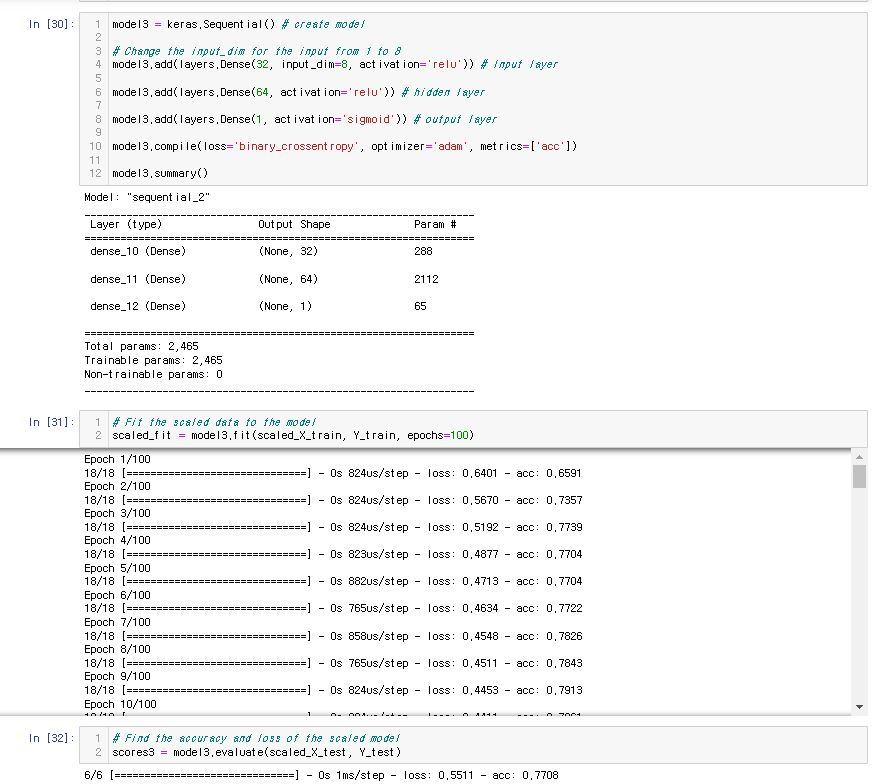 In [30]:
1 model3 = keras.Sequential() # create model
2
3 # Change the input_dim for the input from 1 to 8
4 model3.add(layers.Dense(32, input_dim=8, activation='relu')) # Input layer
5
6 model3.add(layers.Dense(64, activation='relu')) # hidden layer
7
8 model3.add(layers.Dense(1, activation='sigmoid')) # output layer
9
10 model3.compile(loss='binary_crossentropy', optimizer='adam', metrics=['acc'])
11
12 model3.summary()
Model: "sequential_2"
Layer (type) Output Shape Param #
dense_10 (Dense) (None, 32) 288
dense_11 (Dense) (None, 64) 2112
dense_12 (Dense) (None, 1) 65
Total params: 2,465
Trainable params: 2,465
Non-trainable params: 0
In [31]:
1 # Fit the scaled data to the model
2 scaled_fit = model3.fit(scaled_X_train, Y_train, epochs=100)
Epoch 1/100
18/18 [==============================] - 0s 824us/step - loss: 0.6401 - acc: 0.6591
Epoch 2/100
18/18 [==============================] - 0s 824us/step - loss: 0.5670 - acc: 0.7357
Epoch 3/100
18/18 [==============================] - 0s 824us/step - loss: 0.5192 - acc: 0.7739
Epoch 4/100
18/18 [==============================] - 0s 823us/step - loss: 0.4877 - acc: 0.7704
Epoch 5/100
18/18 [==============================] - 0s 882us/step - loss: 0.4713 - acc: 0.7704
Epoch 6/100
18/18 [==============================] - 0s 765us/step - loss: 0.4634 - acc: 0.7722
Epoch 7/100
18/18 [==============================] - 0s 858us/step - loss: 0.4548 - acc: 0.7826
Epoch 8/100
18/18 [==============================] - 0s 765us/step - loss: 0.4511 - acc: 0.7843
Epoch 9/100
18/18 [==============================] - 0s 824us/step - loss: 0.4453 - acc: 0.7913
Epoch 10/100
In [32]:
1 # Find the accuracy and loss of the scaled model
2 scores3 = model3.evaluate(scaled_X_test, Y_test)
6/6 [==============================] - 0s 1ms/step - loss: 0.5511 - acc: 0.7708